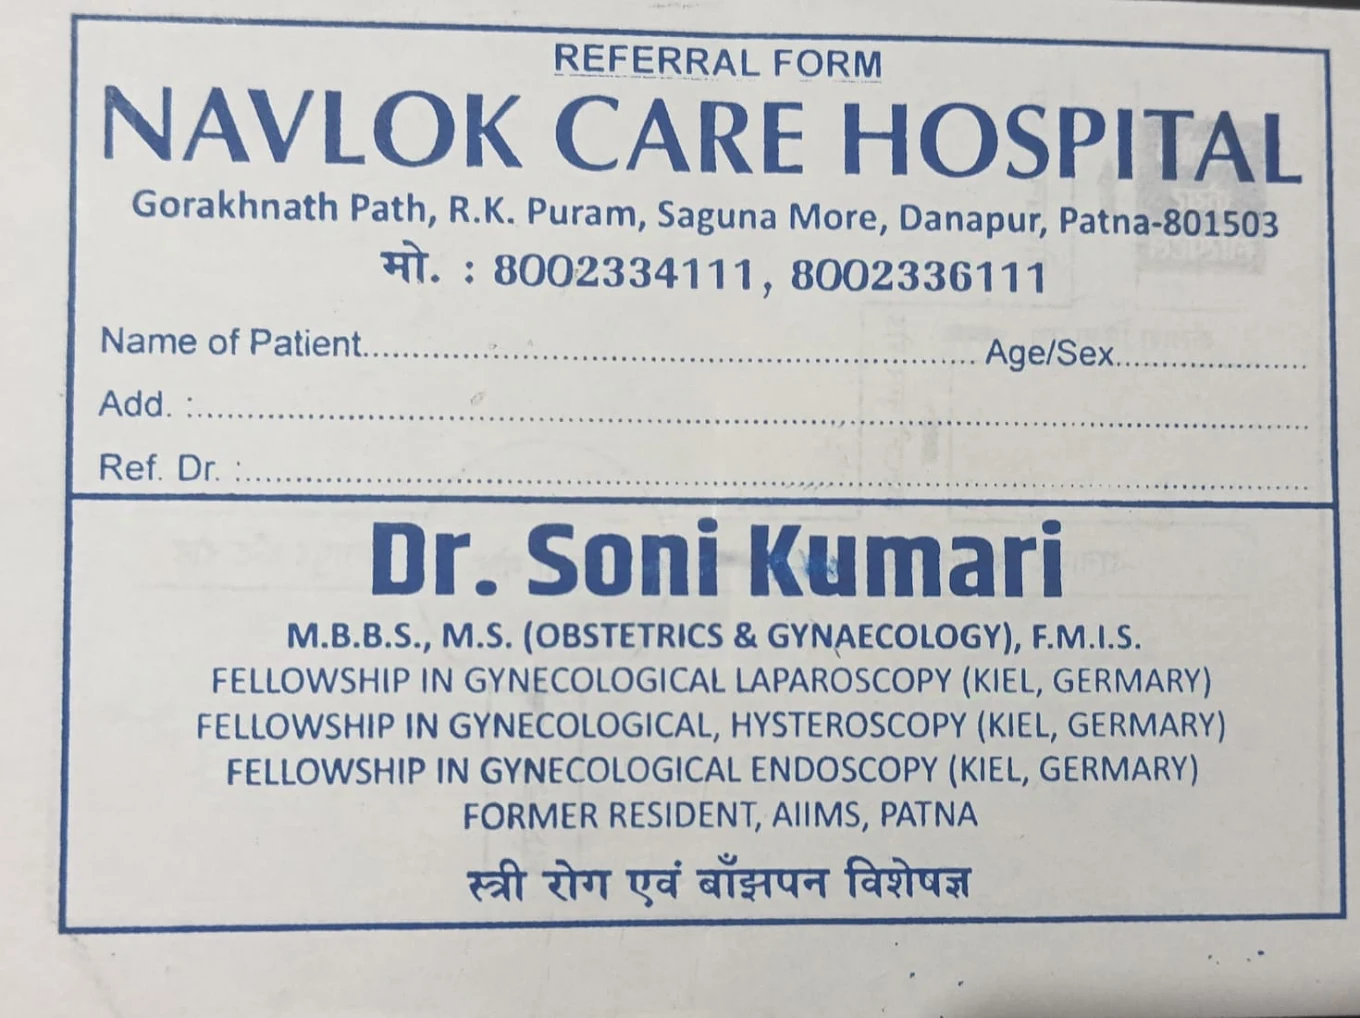 REFERRAL FORM
NAVLOK CARE HOSPITAL
Gorakhnath Path, R.K. Puram, Saguna More, Danapur, Patna-801503
मो. : 8002334111, 8002336111
Name of Patient.......................................................................... Age/Sex........................
Add. :..............................................................................................................................
Ref. Dr. :........................................................................................................................
Dr. Soni Kumari
M.B.B.S., M.S. (OBSTETRICS & GYNAECOLOGY), F.M.I.S.
FELLOWSHIP IN GYNECOLOGICAL LAPAROSCOPY (KIEL, GERMARY)
FELLOWSHIP IN GYNECOLOGICAL, HYSTEROSCOPY (KIEL, GERMARY)
FELLOWSHIP IN GYNECOLOGICAL ENDOSCOPY (KIEL, GERMARY)
FORMER RESIDENT, AIIMS, PATNA
स्त्री रोग एवं बाँझपन विशेषज्ञ